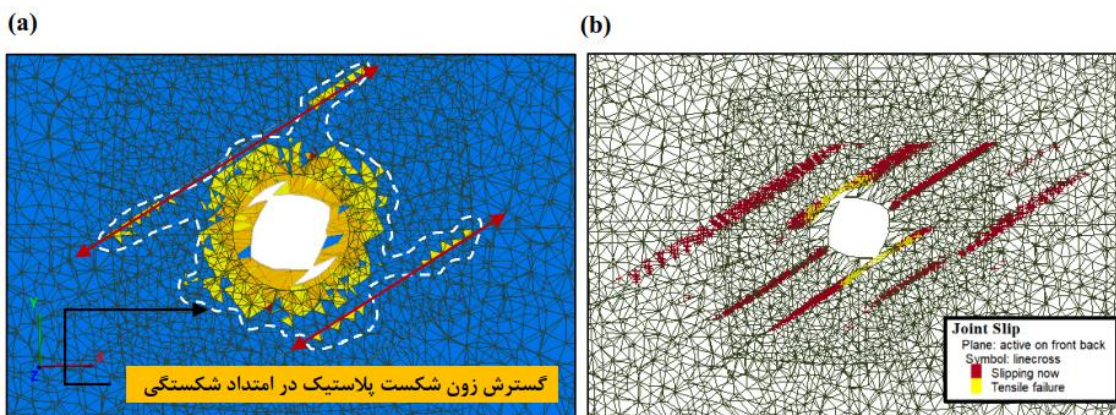 (a)
(b)
Y
X
Z
گسترش زون شکست پلاستیک در امتداد شکستگی
Joint Slip
Plane: active on front back
Symbol: linecross
Slipping now
Tensile failure